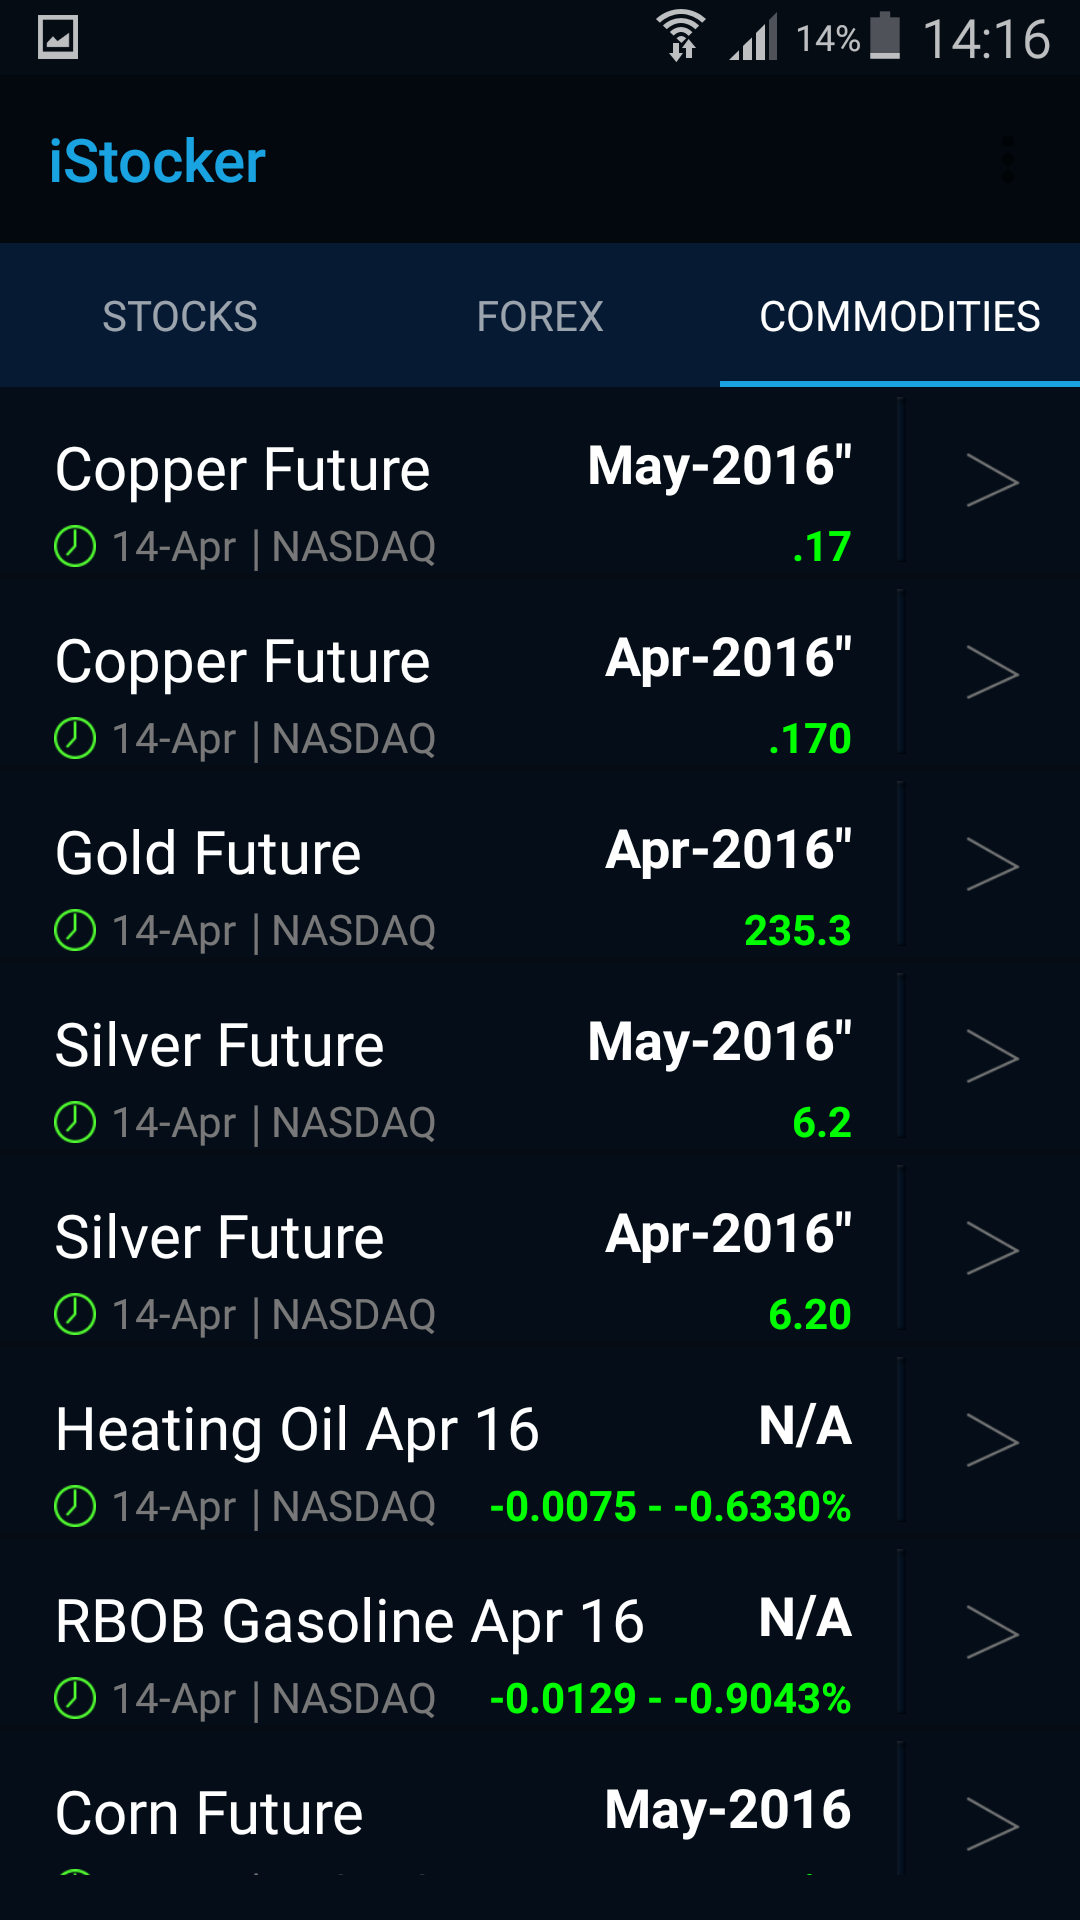 14% 14:16
iStocker
STOCKS FOREX COMMODITIES
Copper Future May-2016"
14-Apr | NASDAQ .17
Copper Future Apr-2016"
14-Apr | NASDAQ .170
Gold Future Apr-2016"
14-Apr | NASDAQ 235.3
Silver Future May-2016"
14-Apr | NASDAQ 6.2
Silver Future Apr-2016"
14-Apr | NASDAQ 6.20
Heating Oil Apr 16 N/A
14-Apr | NASDAQ -0.0075 - -0.6330%
RBOB Gasoline Apr 16 N/A
14-Apr | NASDAQ -0.0129 - -0.9043%
Corn Future May-2016